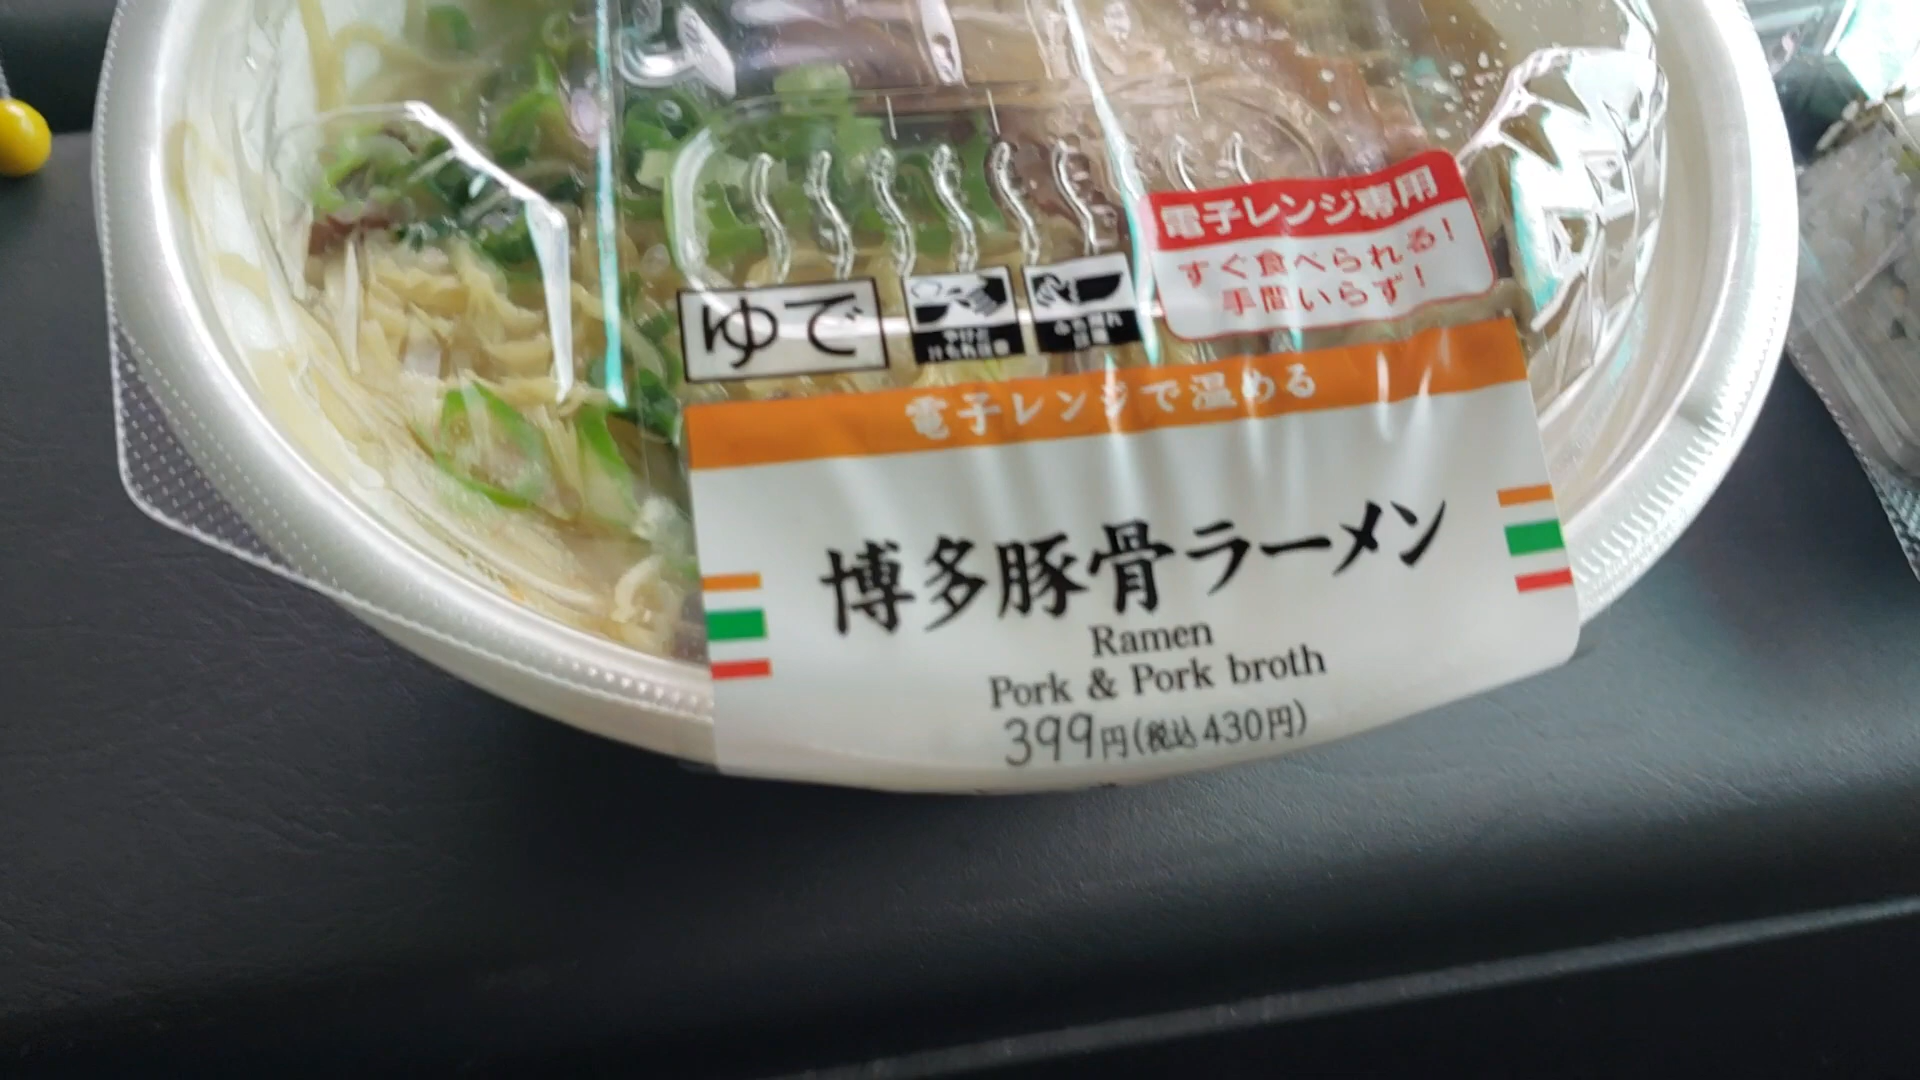 電子レンジ専用
すぐ食べられる！
手間いらず！
ゆで
電子レンジで温める
博多豚骨ラーメン
Ramen
Pork & Pork broth
399円(税込430円)